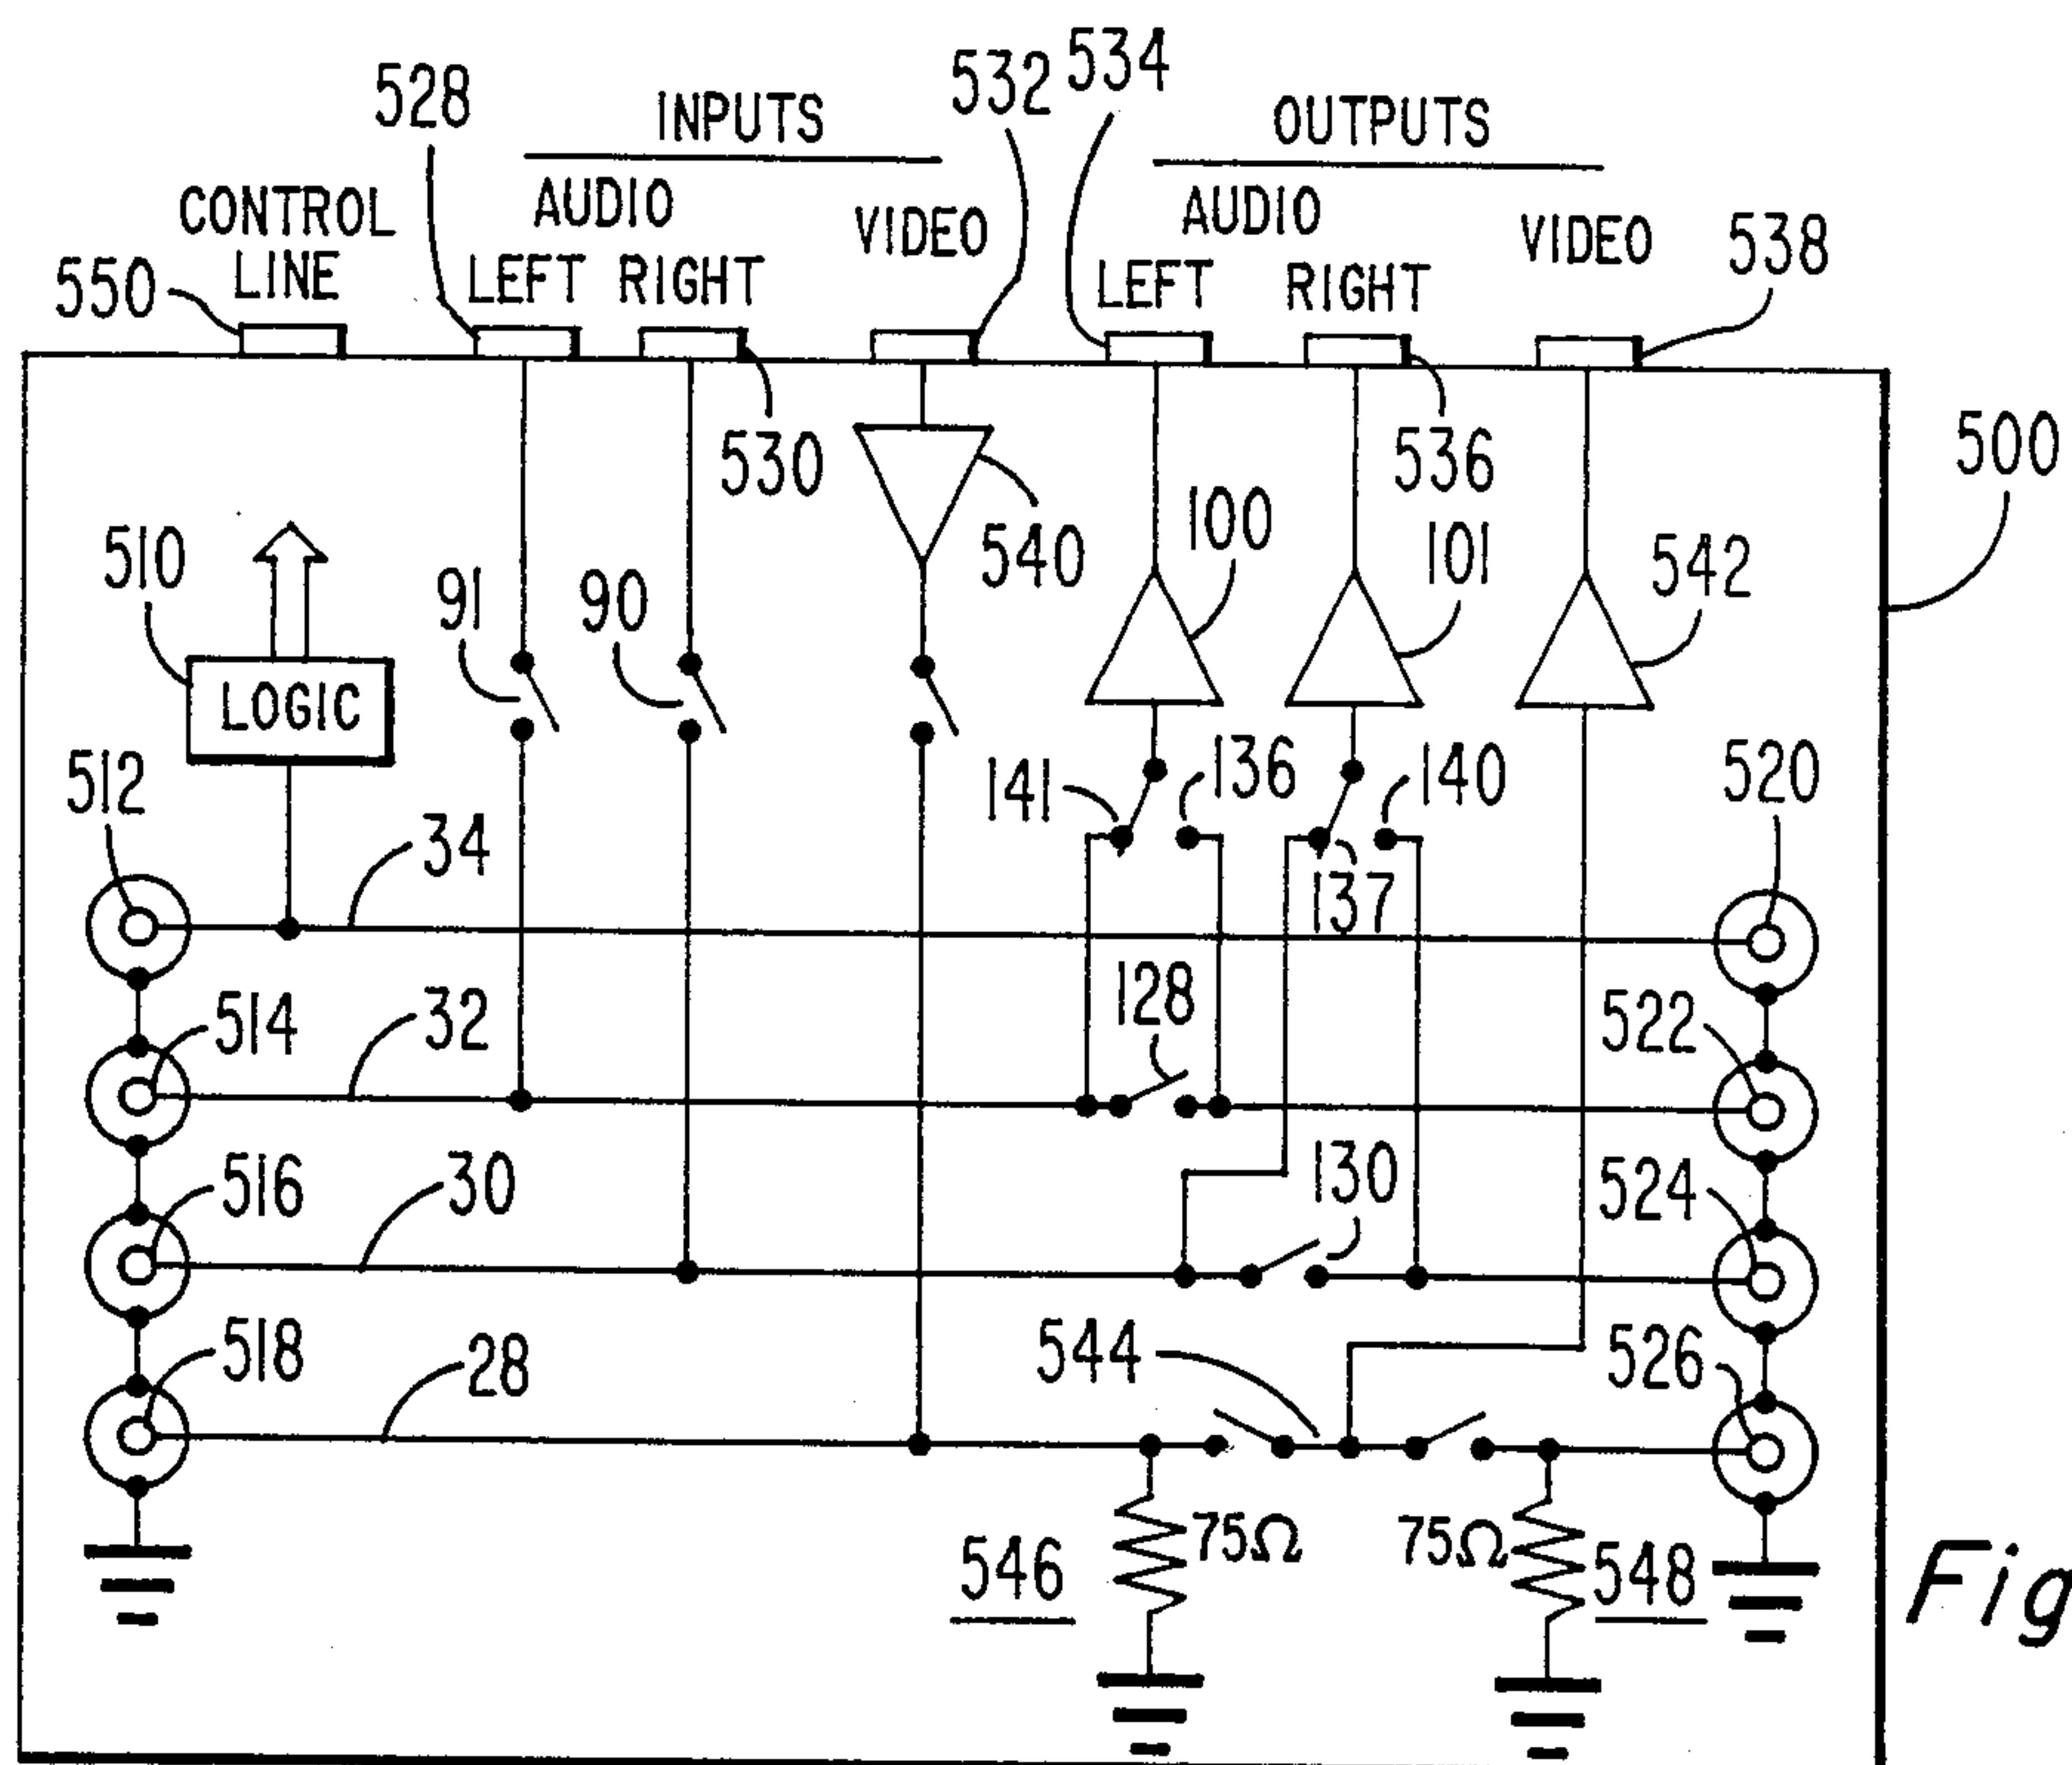 528
INPUTS
532
534
OUTPUTS
CONTROL
LINE
AUDIO
LEFT RIGHT
VIDEO
AUDIO
LEFT
RIGHT
VIDEO
538
550
530
536
500
510
540
100
101
542
91
90
LOGIC
512
34
141
136
137
140
520
514
32
128
522
516
30
130
524
518
28
544
526
546
75Ω
75Ω
548
Fig